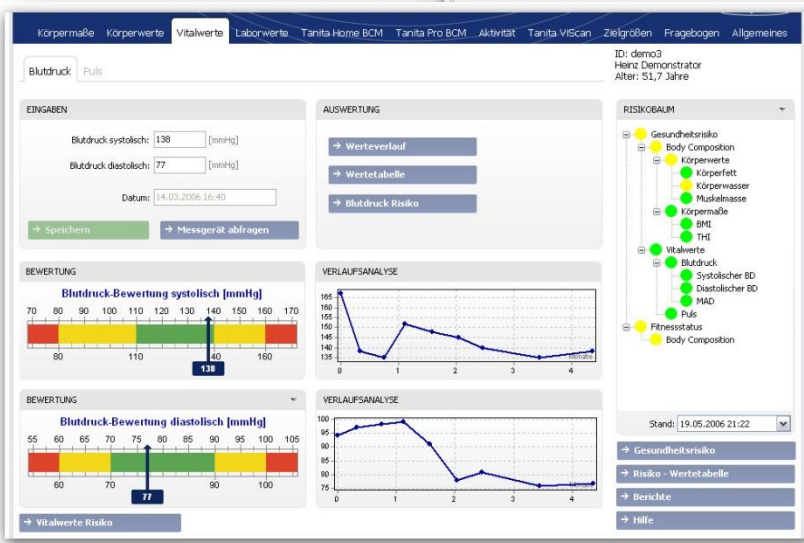 Körpermaße Körperwerte Vitalwerte Laborwerte Tanita Home BCM Tanita Pro BCM Aktivität Tanita ViScan Zielgrößen Fragebogen Allgemeines
ID: demo3
Heinz Demonstrator
Alter: 51,7 Jahre
Blutdruck Puls
EINGABEN
Blutdruck systolisch: 138 [mmHg]
Blutdruck diastolisch: 77 [mmHg]
Datum: 14.03.2006 16:40
→ Speichern → Messgerät abfragen
AUSWERTUNG
→ Werteverlauf
→ Wertetabelle
→ Blutdruck Risiko
RISIKOBAUM
Gesundheitsrisiko
Body Composition
Körperwerte
Körperfett
Körperwasser
Muskelmasse
Körpermaße
BMI
THI
Vitalwerte
Blutdruck
Systolischer BD
Diastolischer BD
MAD
Puls
Fitnessstatus
Body Composition
BEWERTUNG
Blutdruck-Bewertung systolisch [mmHg]
70 80 90 100 110 120 130 140 150 160 170
80 110 140 160
138
VERLAUFSANALYSE
165
160
155
150
145
140
135
Monate
0 1 2 3 4
BEWERTUNG
Blutdruck-Bewertung diastolisch [mmHg]
55 60 65 70 75 80 85 90 95 100 105
60 70 90 100
77
VERLAUFSANALYSE
100
95
90
85
80
75
Monate
0 1 2 3 4
→ Vitalwerte Risiko
Stand: 19.05.2006 21:22
→ Gesundheitsrisiko
→ Risiko - Wertetabelle
→ Berichte
→ Hilfe